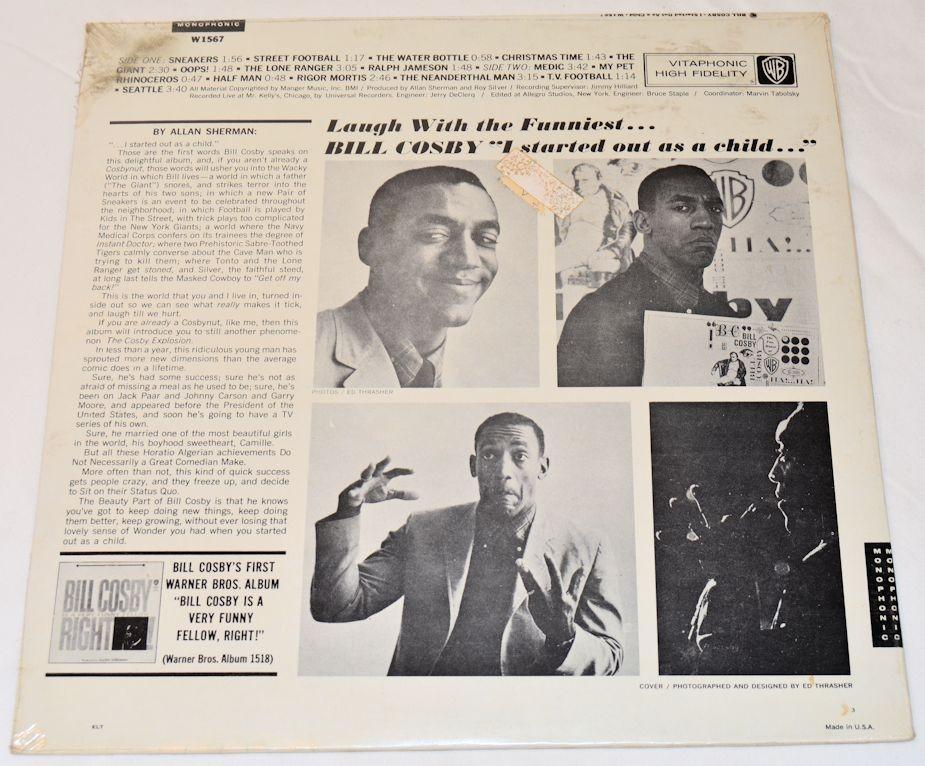 MONOPHONIC
W1567
SIDE ONE: SNEAKERS 1:56 ▪ STREET FOOTBALL 1:17 ▪ THE WATER BOTTLE 0:58 ▪ CHRISTMAS TIME 1:43 ▪ THE
GIANT 2:30 ▪ OOPS! 1:48 ▪ THE LONE RANGER 3:05 ▪ RALPH JAMESON 1:48 ▪ SIDE TWO: MEDIC 3:42 ▪ MY PET
RHINOCEROS 0:47 ▪ HALF MAN 0:48 ▪ RIGOR MORTIS 2:46 ▪ THE NEANDERTHAL MAN 3:15 ▪ T.V. FOOTBALL 1:14
▪ SEATTLE 3:40 All Material Copyrighted by Manger Music, Inc. BMI / Produced by Allan Sherman and Roy Silver / Recording Supervisor: Jimmy Hilliard
Recorded Live at Mr. Kelly's, Chicago, by Universal Recorders, Engineer: Jerry DeClerq / Edited at Allegro Studios, New York, Engineer: Bruce Staple / Coordinator: Marvin Tabolsky
VITAPHONIC
HIGH FIDELITY
WB
BY ALLAN SHERMAN:
"...I started out as a child."
Those are the first words Bill Cosby speaks on
this delightful album, and, if you aren't already a
Cosbynut, those words will usher you into the Wacky
World in which Bill lives—a world in which a father
("The Giant") snores, and strikes terror into the
hearts of his two sons; in which a new Pair of
Sneakers is an event to be celebrated throughout
the neighborhood; in which Football is played by
Kids in The Street, with trick plays too complicated
for the New York Giants; a world where the Navy
Medical Corps confers on its trainees the degree of
Instant Doctor; where two Prehistoric Sabre-Toothed
Tigers calmly converse about the Cave Man who is
trying to kill them; where Tonto and the Lone
Ranger get stoned, and Silver, the faithful steed,
at long last tells the Masked Cowboy to "Get off my
back!"
This is the world that you and I live in, turned in-
side out so we can see what really makes it tick,
and laugh till we hurt.
If you are already a Cosbynut, like me, then this
album will introduce you to still another phenome-
non The Cosby Explosion.
In less than a year, this ridiculous young man has
sprouted more new dimensions than the average
comic does in a lifetime.
Sure, he's had some success; sure he's not as
afraid of missing a meal as he used to be; sure, he's
been on Jack Paar and Johnny Carson and Garry
Moore, and appeared before the President of the
United States, and soon he's going to have a TV
series of his own.
Sure, he married one of the most beautiful girls
in the world, his boyhood sweetheart, Camille.
But all these Horatio Algerian achievements Do
Not Necessarily a Great Comedian Make.
More often than not, this kind of quick success
gets people crazy, and they freeze up, and decide
to Sit on their Status Quo.
The Beauty Part of Bill Cosby is that he knows
you've got to keep doing new things, keep doing
them better, keep growing, without ever losing that
lovely sense of Wonder you had when you started
out as a child.
Laugh With the Funniest...
BILL COSBY "I started out as a child..."
WB
HA!..
by
B·C
BILL
COSBY
BILL
COSBY
WB
HA!...HA!
PHOTOS / ED THRASHER
BILL COSBY
RIGHT
BILL COSBY'S FIRST
WARNER BROS. ALBUM
"BILL COSBY IS A
VERY FUNNY
FELLOW, RIGHT!"
(Warner Bros. Album 1518)
MONOPHONIC
MONOPHONIC
COVER / PHOTOGRAPHED AND DESIGNED BY ED THRASHER
3
ELT
Made in U.S.A.